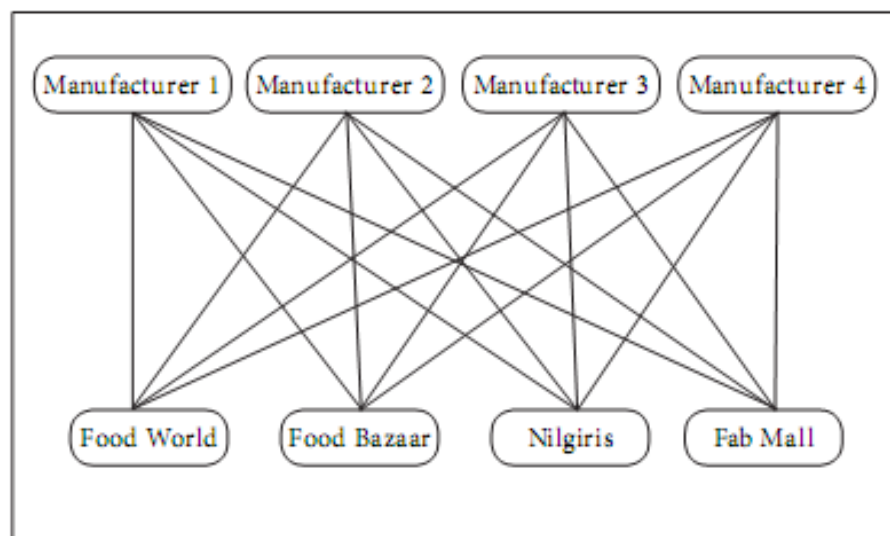 Manufacturer 1
Manufacturer 2
Manufacturer 3
Manufacturer 4
Food World
Food Bazaar
Nilgiris
Fab Mall